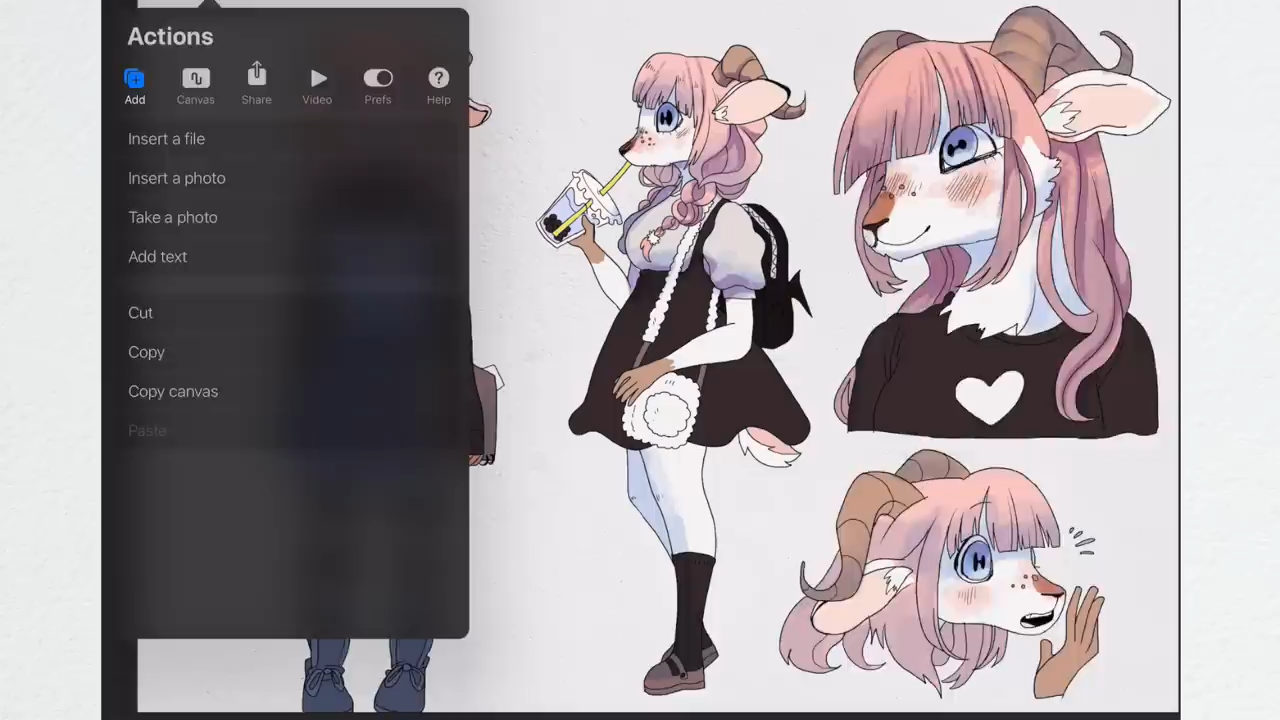 Actions
Add
Canvas
Share
Video
Prefs
Help
Insert a file
Insert a photo
Take a photo
Add text
Cut
Copy
Copy canvas
Paste